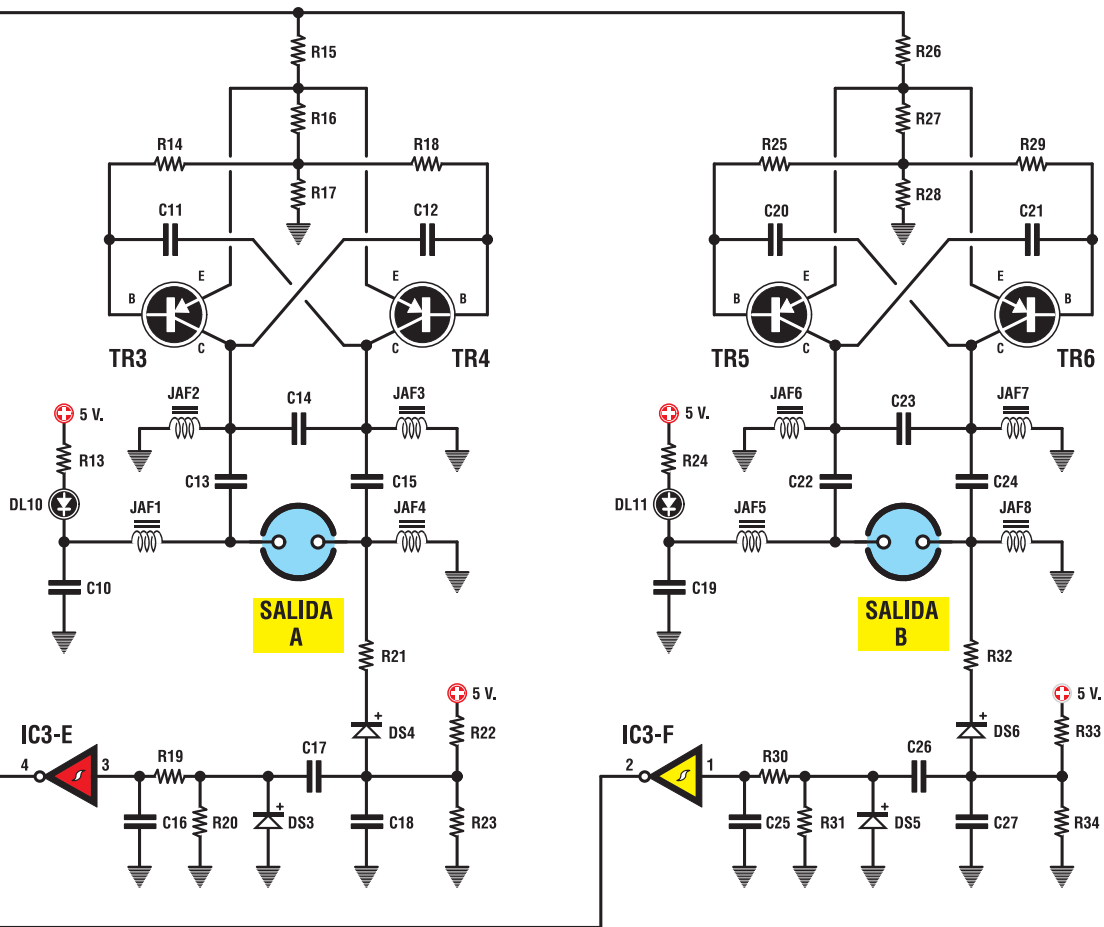 R15
R26
R16
R27
R14
R18
R25
R29
R17
R28
C11
C12
C20
C21
E
E
E
E
B
B
B
B
C
C
C
C
TR3
TR4
TR5
TR6
JAF2
C14
JAF3
JAF6
C23
JAF7
5 V.
5 V.
R13
R24
C13
C15
C22
C24
DL10
JAF1
JAF4
DL11
JAF5
JAF8
C10
C19
SALIDA
A
SALIDA
B
R21
R32
5 V.
5 V.
IC3-E
DS4
R22
IC3-F
DS6
R33
4
3
R19
C17
2
1
R30
C26
C16
R20
DS3
C18
R23
C25
R31
DS5
C27
R34